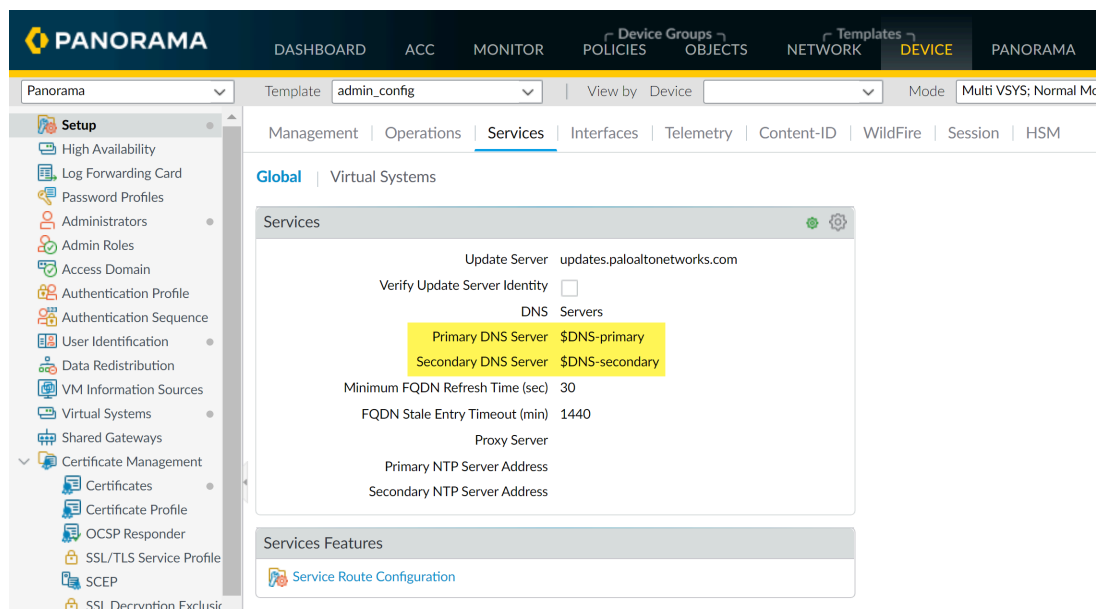 PANORAMA
Device Groups
Templates
DASHBOARD ACC MONITOR POLICIES OBJECTS NETWORK DEVICE PANORAMA
Panorama Template admin_config View by Device Mode Multi VSYS; Normal Mo
Setup
High Availability
Log Forwarding Card
Password Profiles
Administrators
Admin Roles
Access Domain
Authentication Profile
Authentication Sequence
User Identification
Data Redistribution
VM Information Sources
Virtual Systems
Shared Gateways
Certificate Management
Certificates
Certificate Profile
OCSP Responder
SSL/TLS Service Profile
SCEP
SSL Decryption Exclusic
Management Operations Services Interfaces Telemetry Content-ID WildFire Session HSM
Global Virtual Systems
Services
Update Server updates.paloaltonetworks.com
Verify Update Server Identity
DNS Servers
Primary DNS Server $DNS-primary
Secondary DNS Server $DNS-secondary
Minimum FQDN Refresh Time (sec) 30
FQDN Stale Entry Timeout (min) 1440
Proxy Server
Primary NTP Server Address
Secondary NTP Server Address
Services Features
Service Route Configuration